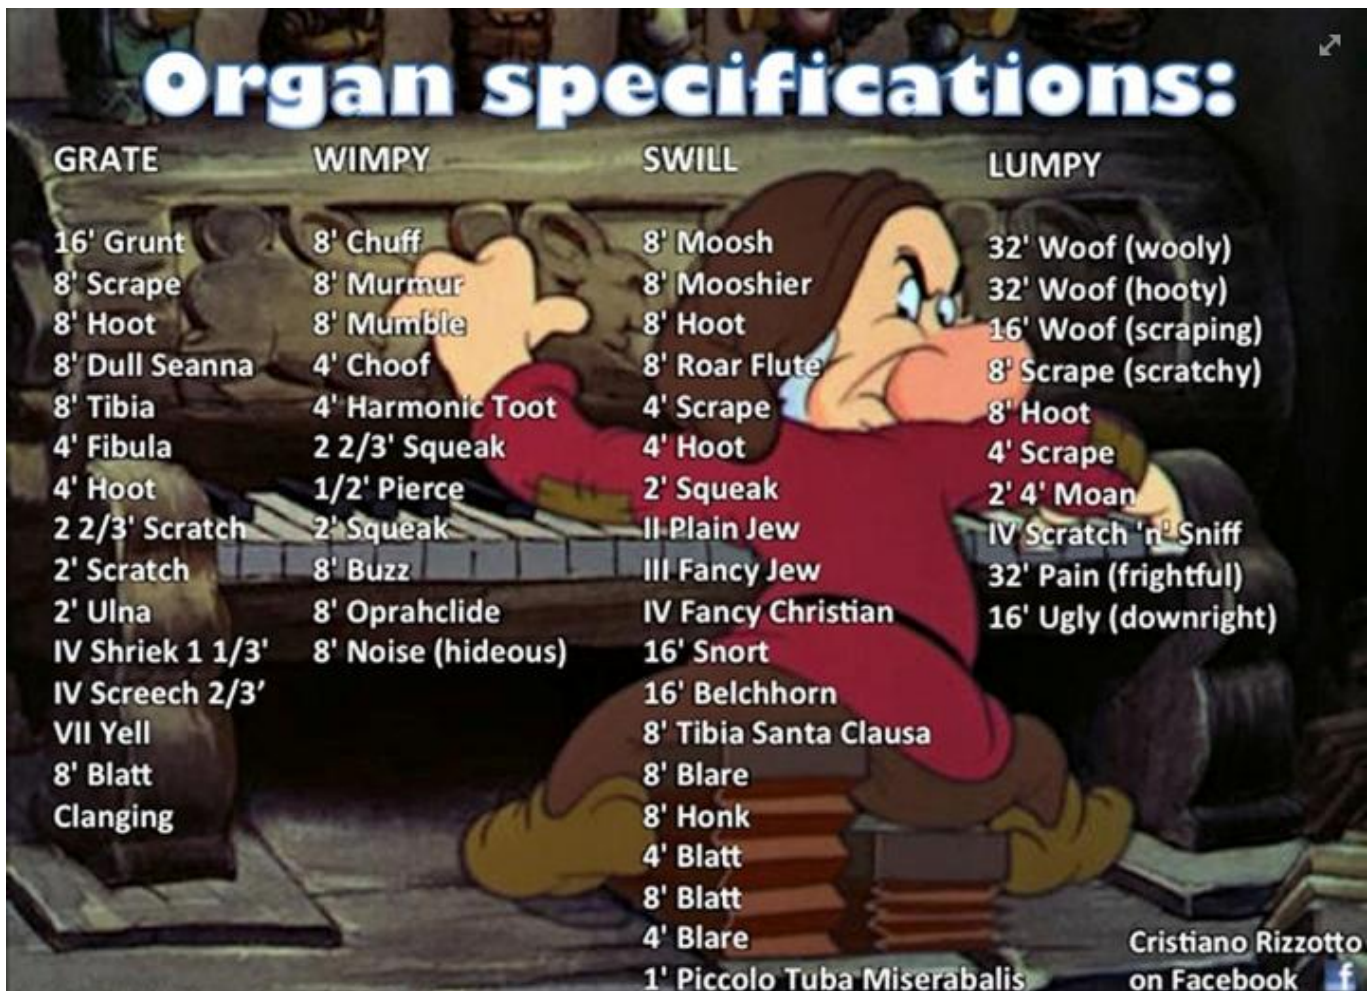 Organ specifications:
GRATE
16' Grunt
8' Scrape
8' Hoot
8' Dull Seanna
8' Tibia
4' Fibula
4' Hoot
2 2/3' Scratch
2' Scratch
2' Ulna
IV Shriek 1 1/3'
IV Screech 2/3’
VII Yell
8' Blatt
Clanging
WIMPY
8' Chuff
8' Murmur
8' Mumble
4' Choof
4' Harmonic Toot
2 2/3' Squeak
1/2' Pierce
2' Squeak
8' Buzz
8' Oprahclide
8' Noise (hideous)
SWILL
8' Moosh
8' Mooshier
8' Hoot
8' Roar Flute
4' Scrape
4' Hoot
2' Squeak
II Plain Jew
III Fancy Jew
IV Fancy Christian
16' Snort
16' Belchhorn
8' Tibia Santa Clausa
8' Blare
8' Honk
4' Blatt
8' Blatt
4' Blare
1' Piccolo Tuba Miserabalis
LUMPY
32' Woof (wooly)
32' Woof (hooty)
16' Woof (scraping)
8' Scrape (scratchy)
8' Hoot
4' Scrape
2' 4' Moan
IV Scratch 'n' Sniff
32' Pain (frightful)
16' Ugly (downright)
Cristiano Rizzotto
on Facebook f